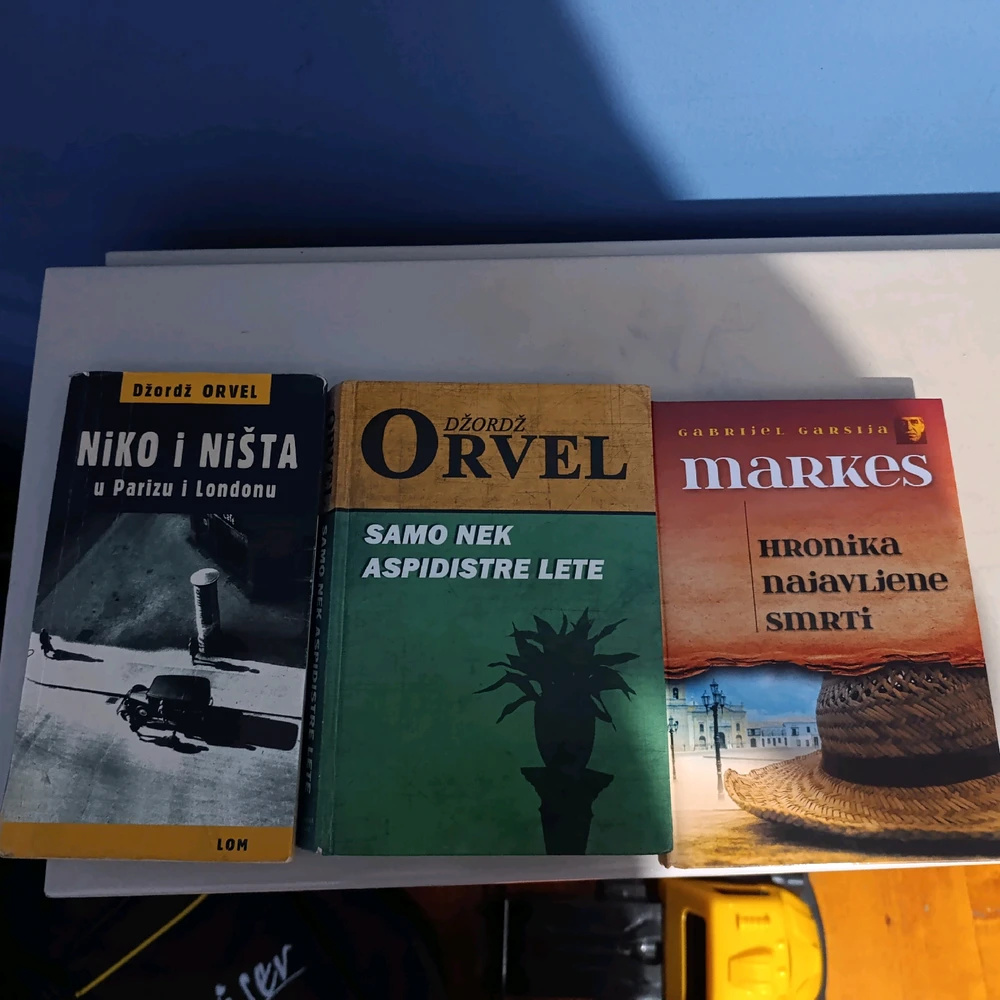 Džordž ORVEL
NiKO i NiŠTA
u Parizu i Londonu
LOM
DŽORDŽ
ORVEL
SAMO NEK
ASPIDISTRE LETE
SAMO NEK ASPIDISTRE LETE
GABRIJEL GARSIJA
MARKES
HRONIKA
NAJAVLJENE
SMRTI